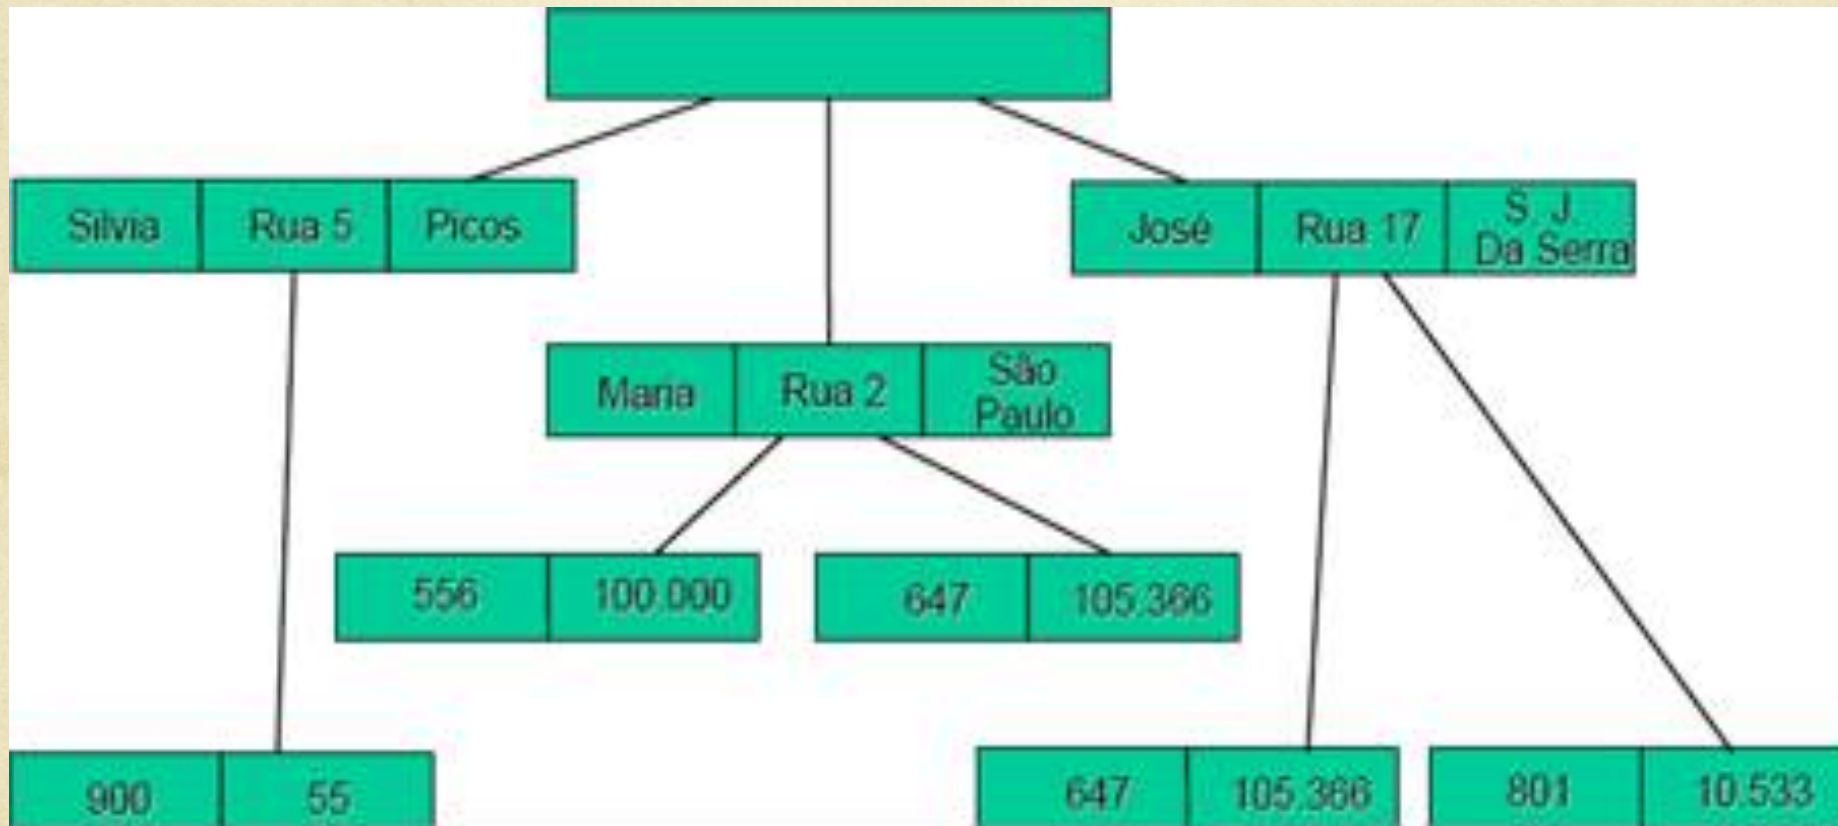 Silvia Rua 5 Picos
José Rua 17 S J
Da Serra
Maria Rua 2 São
Paulo
556 100.000
647 105.366
900 55
647 105.366
801 10.533